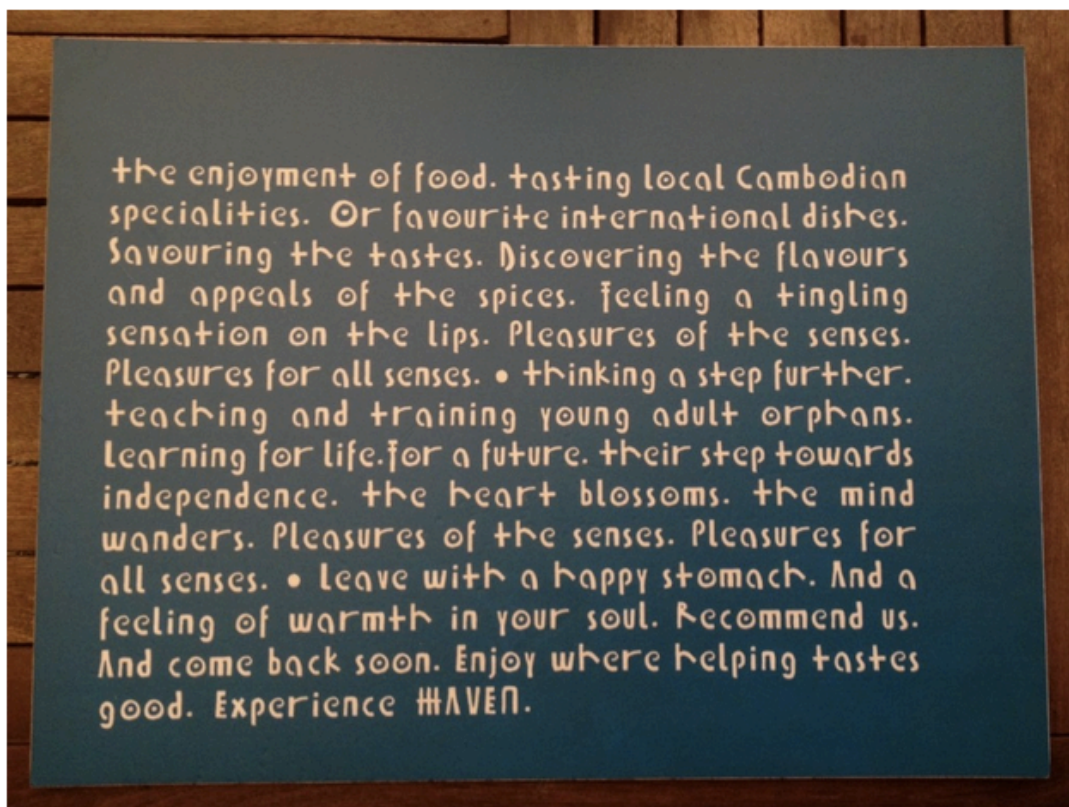 the enjoyment of food. tasting local Cambodian
specialities. Or favourite international dishes.
Savouring the tastes. Discovering the flavours
and appeals of the spices. Feeling a tingling
sensation on the lips. Pleasures of the senses.
Pleasures for all senses. • thinking a step further.
teaching and training young adult orphans.
Learning for life.For a future. their step towards
independence. the heart blossoms. the mind
wanders. Pleasures of the senses. Pleasures for
all senses. • Leave with a happy stomach. And a
feeling of warmth in your soul. Recommend us.
And come back soon. Enjoy where helping tastes
good. Experience HAVEN.